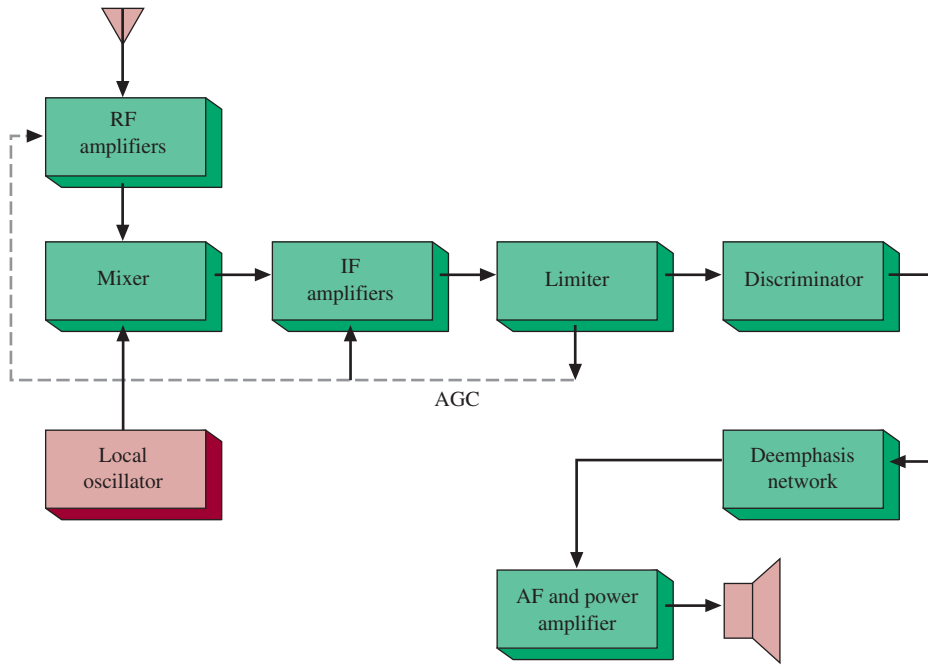 RF
amplifiers
Mixer
IF
amplifiers
Limiter
Discriminator
AGC
Local
oscillator
Deemphasis
network
AF and power
amplifier